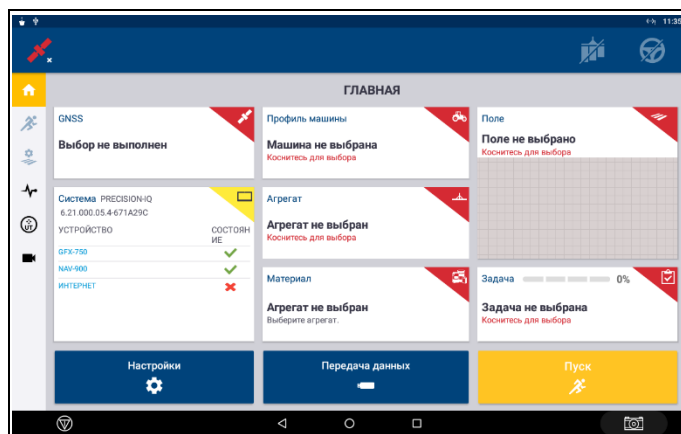 11:35
ГЛАВНАЯ
GNSS
Выбор не выполнен
Профиль машины
Машина не выбрана
Коснитесь для выбора
Поле
Поле не выбрано
Коснитесь для выбора
Система PRECISION-IQ
6.21.000.05.4-671A29C
УСТРОЙСТВО
СОСТОЯН
ИЕ
GFX-750
NAV-900
ИНТЕРНЕТ
Агрегат
Агрегат не выбран
Коснитесь для выбора
Материал
Агрегат не выбран
Выберите агрегат.
Задача 0%
Задача не выбрана
Коснитесь для выбора
Настройки
Передача данных
Пуск
UT